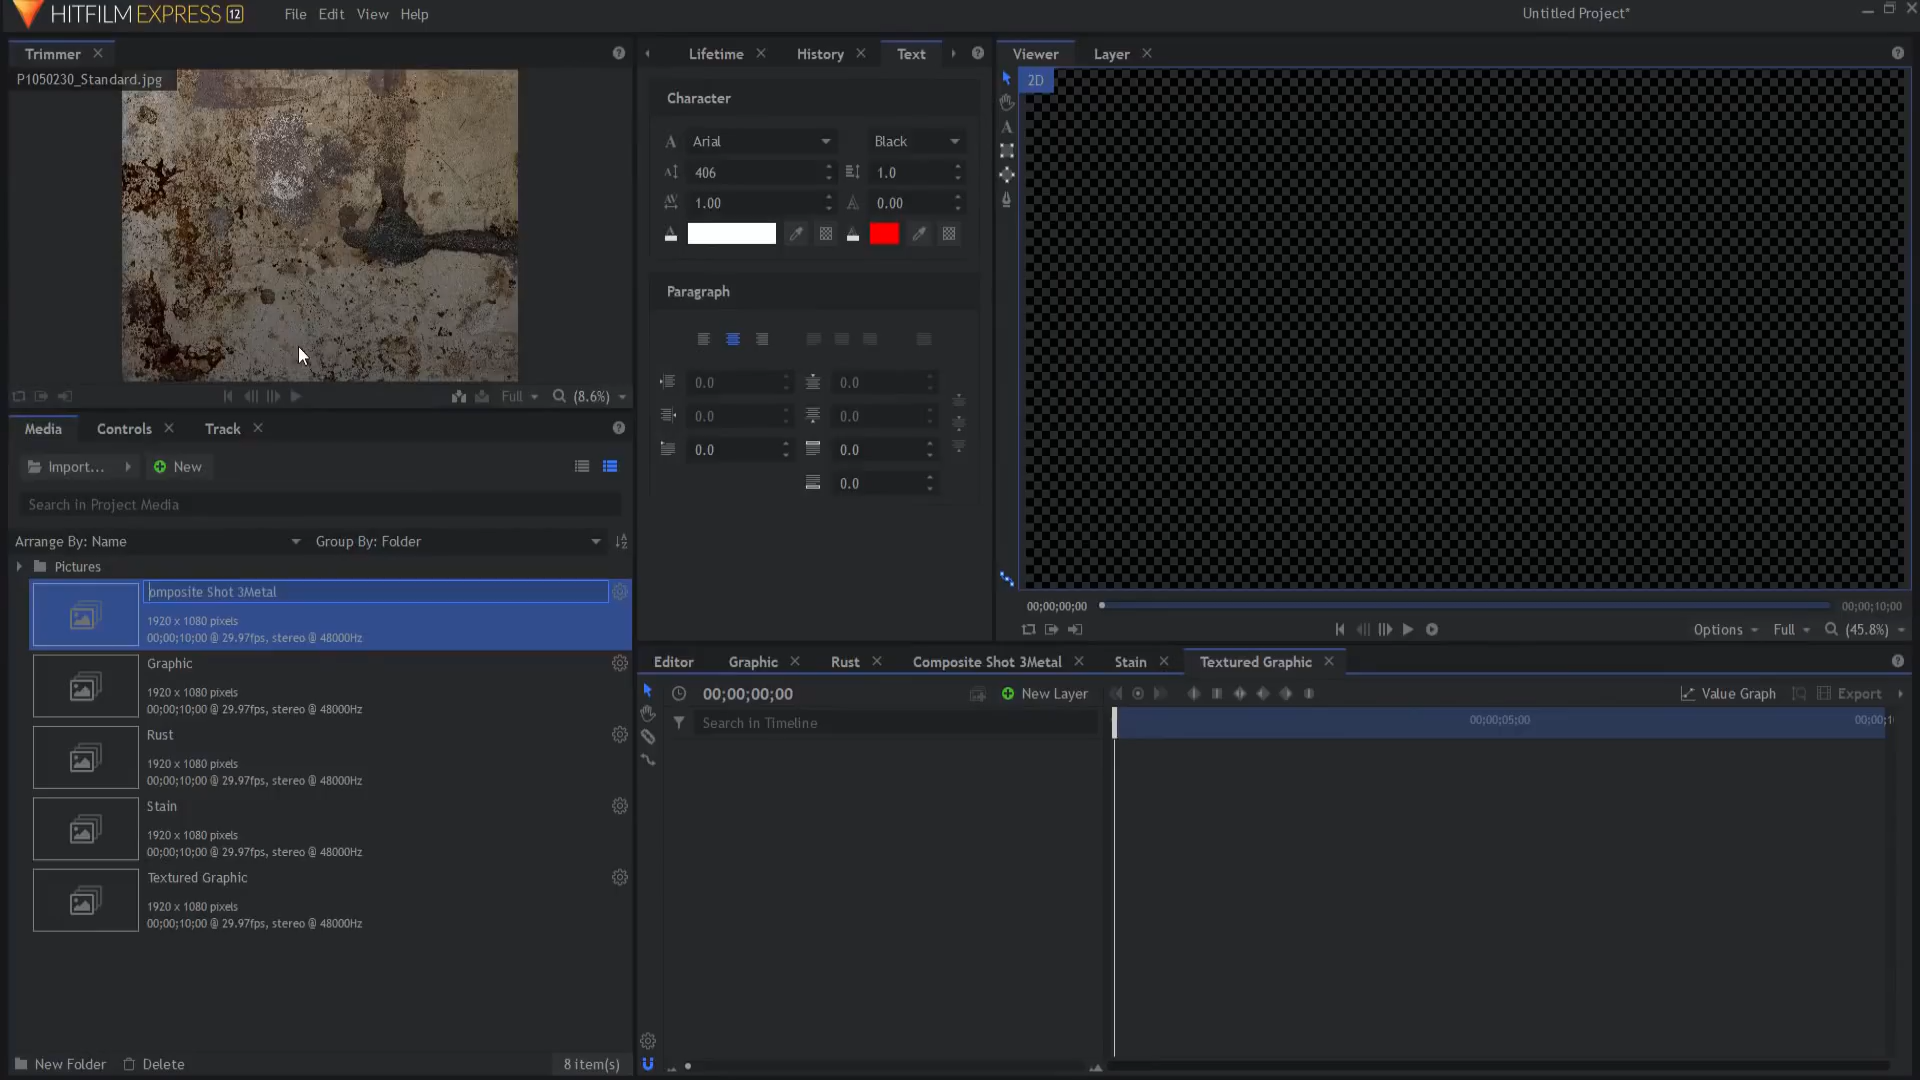 HITFILM EXPRESS 12
File Edit View Help
Untitled Project*
Trimmer
P1050230_Standard.jpg
Full (8.6%)
Lifetime History Text
Character
Arial Black
406 1.0
1.00 0.00
Paragraph
0.0 0.0
0.0 0.0
0.0 0.0
0.0
Viewer Layer
2D
00;00;00;00 00;00;10;00
Options Full (45.8%)
Media Controls Track
Import... New
Search in Project Media
Arrange By: Name Group By: Folder
Pictures
omposite Shot 3Metal
1920 x 1080 pixels
00;00;10;00 @ 29.97fps, stereo @ 48000Hz
Graphic
1920 x 1080 pixels
00;00;10;00 @ 29.97fps, stereo @ 48000Hz
Rust
1920 x 1080 pixels
00;00;10;00 @ 29.97fps, stereo @ 48000Hz
Stain
1920 x 1080 pixels
00;00;10;00 @ 29.97fps, stereo @ 48000Hz
Textured Graphic
1920 x 1080 pixels
00;00;10;00 @ 29.97fps, stereo @ 48000Hz
New Folder Delete 8 item(s)
Editor Graphic Rust Composite Shot 3Metal Stain Textured Graphic
00;00;00;00 New Layer Value Graph Export
Search in Timeline
00;00;05;00 00;00;1